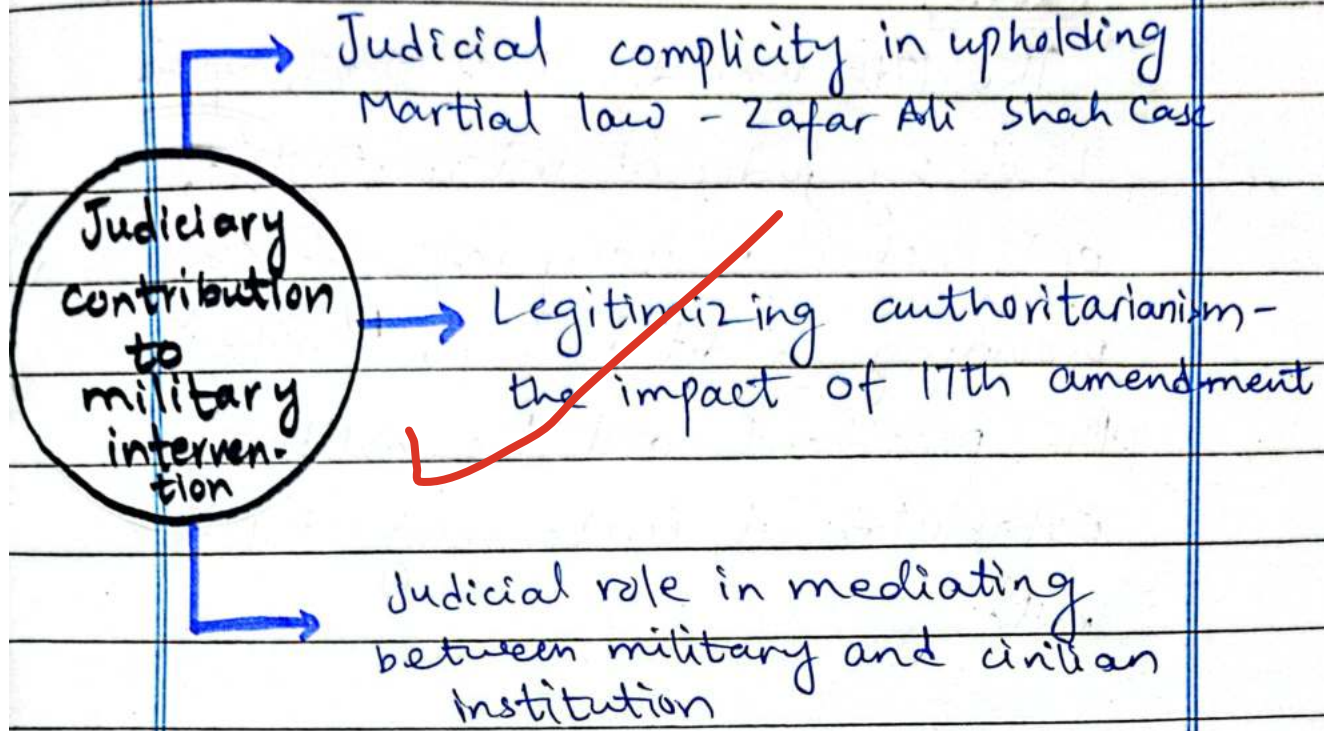 Judicial complicity in upholding
Martial law - Zafar Ali Shah Case
Judiciary
contribution
to
military
interven-
tion
Legitimizing authoritarianism-
the impact of 17th amendment
Judicial role in mediating
between military and civilian
institution